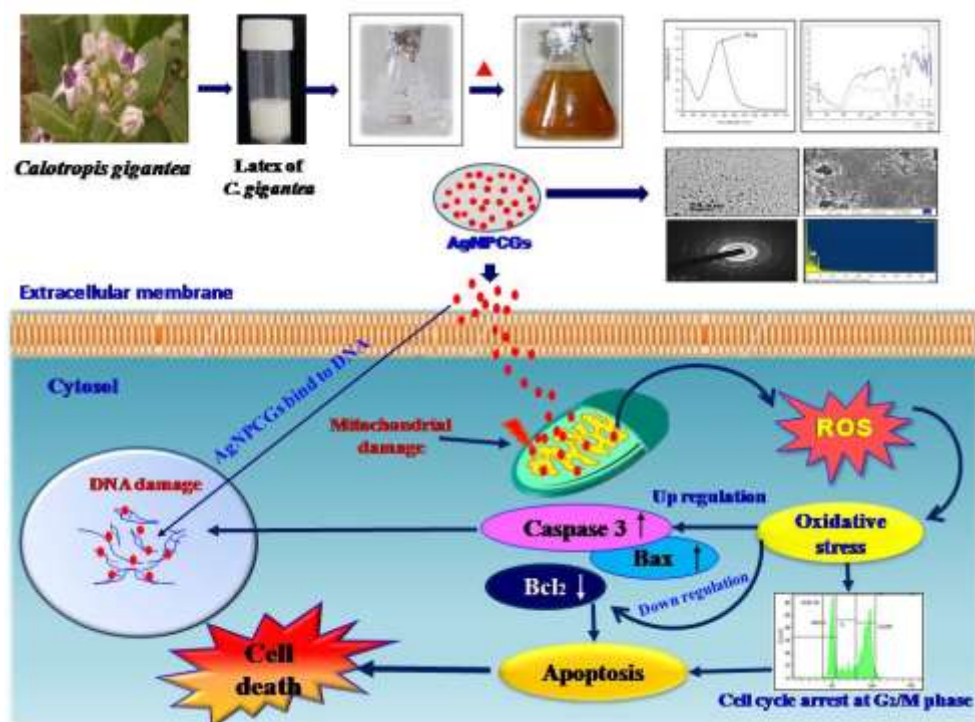 Calotropis gigantea
Latex of
C. gigantea
AgNPCGs
Extracellular membrane
Cytosol
AgNPCGs bind to DNA
Mitochondrial
damage
ROS
DNA damage
Up regulation
Caspase 3 ↑
Oxidative
stress
Bax ↑
Bcl2 ↓
Down regulation
Cell
death
Apoptosis
Cell cycle arrest at G2/M phase